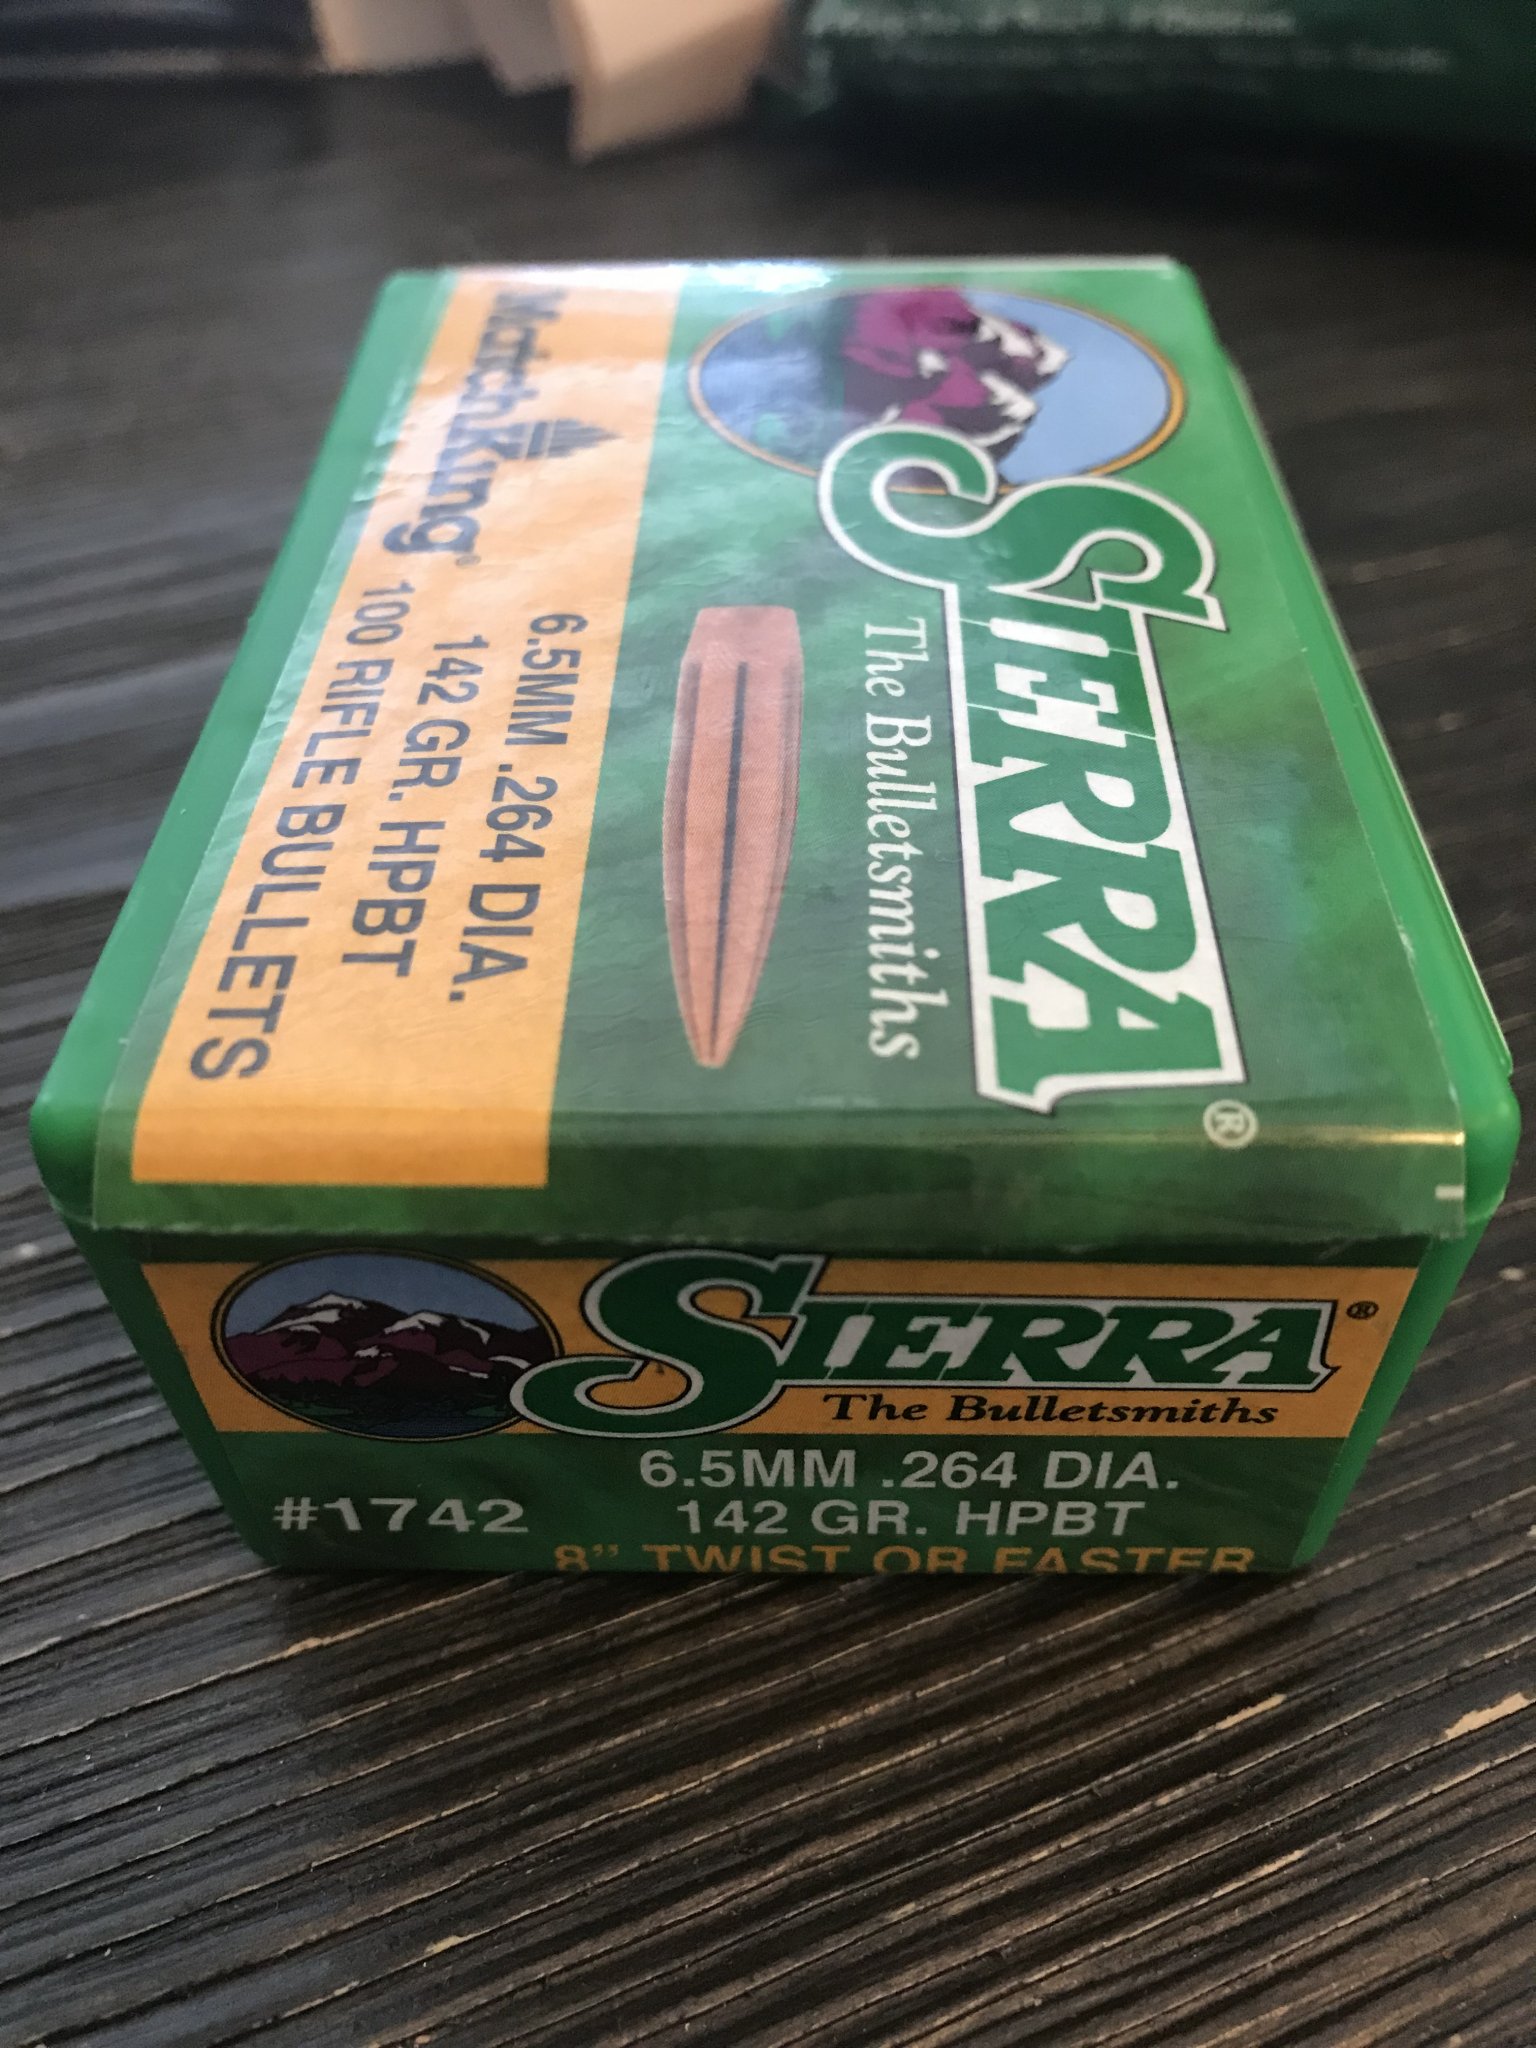 SIERRA®
The Bulletsmiths
MatchKing®
6.5MM .264 DIA.
142 GR. HPBT
100 RIFLE BULLETS
SIERRA®
The Bulletsmiths
#1742
6.5MM .264 DIA.
142 GR. HPBT
8” TWIST OR FASTER